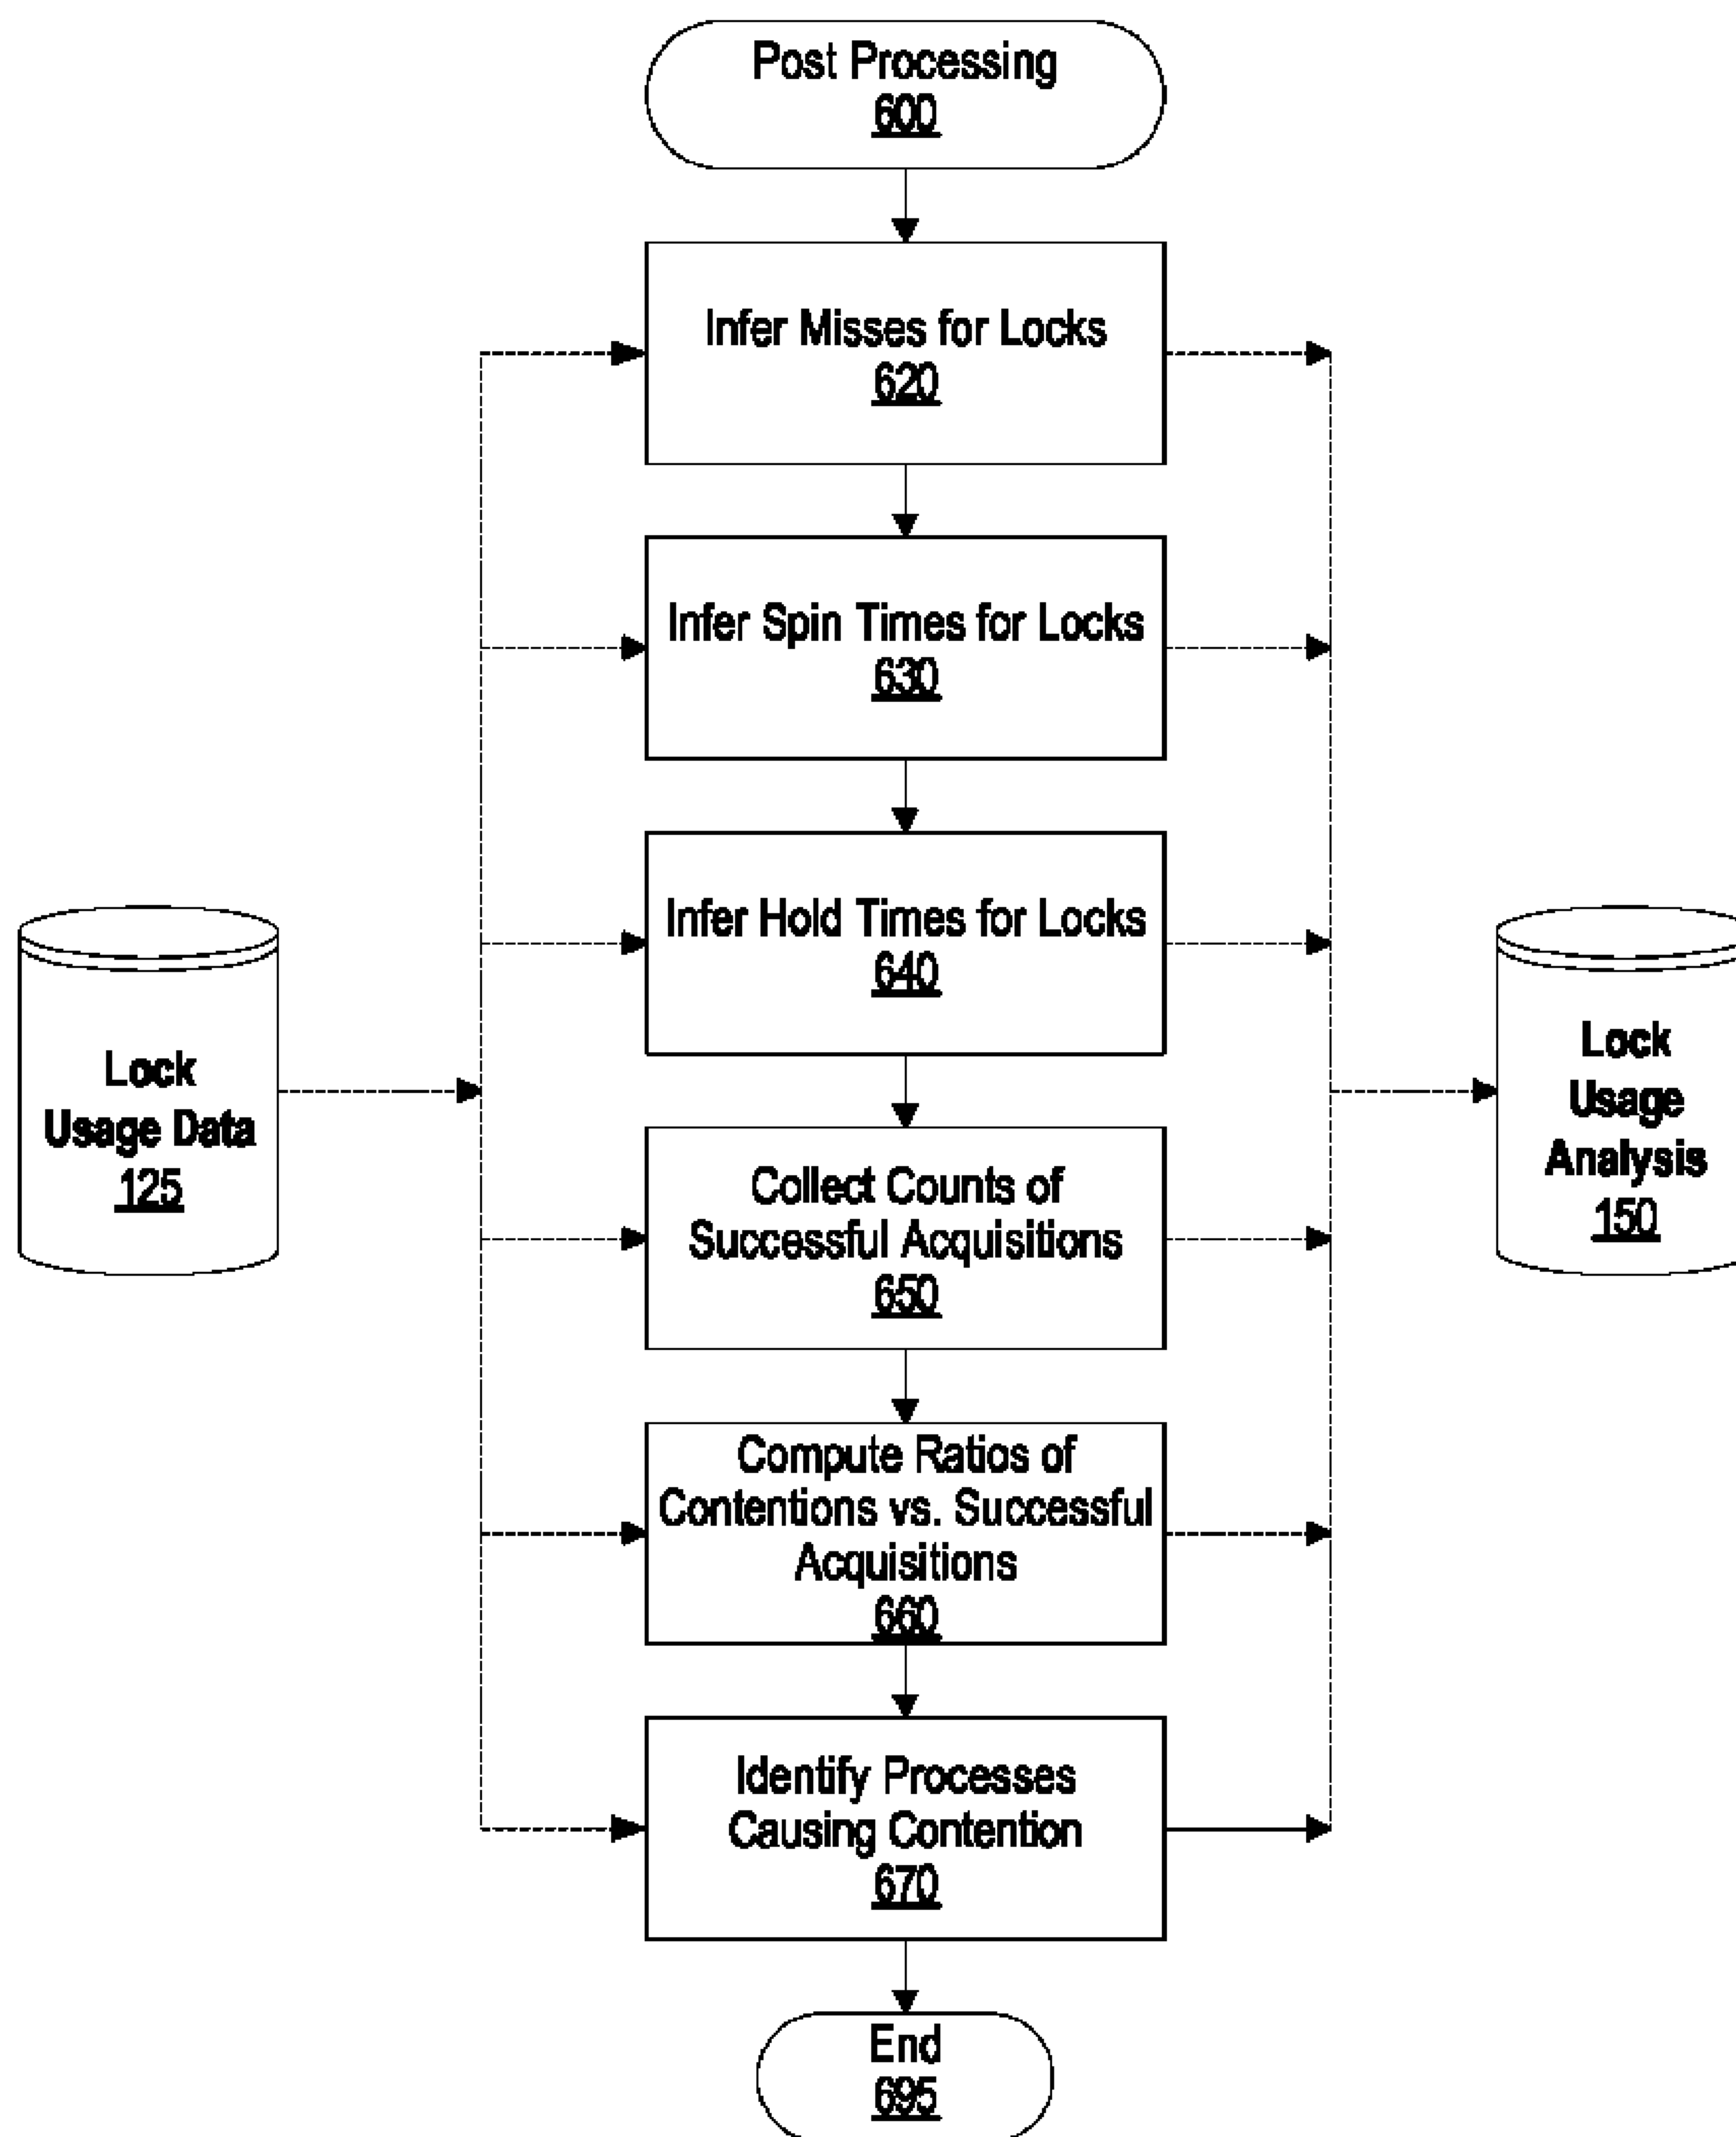 Post Processing
600
Infer Misses for Locks
620
Infer Spin Times for Locks
630
Infer Hold Times for Locks
640
Lock
Usage Data
125
Lock
Usage
Analysis
150
Collect Counts of
Successful Acquisitions
650
Compute Ratios of
Contentions vs. Successful
Acquisitions
660
Identify Processes
Causing Contention
670
End
695